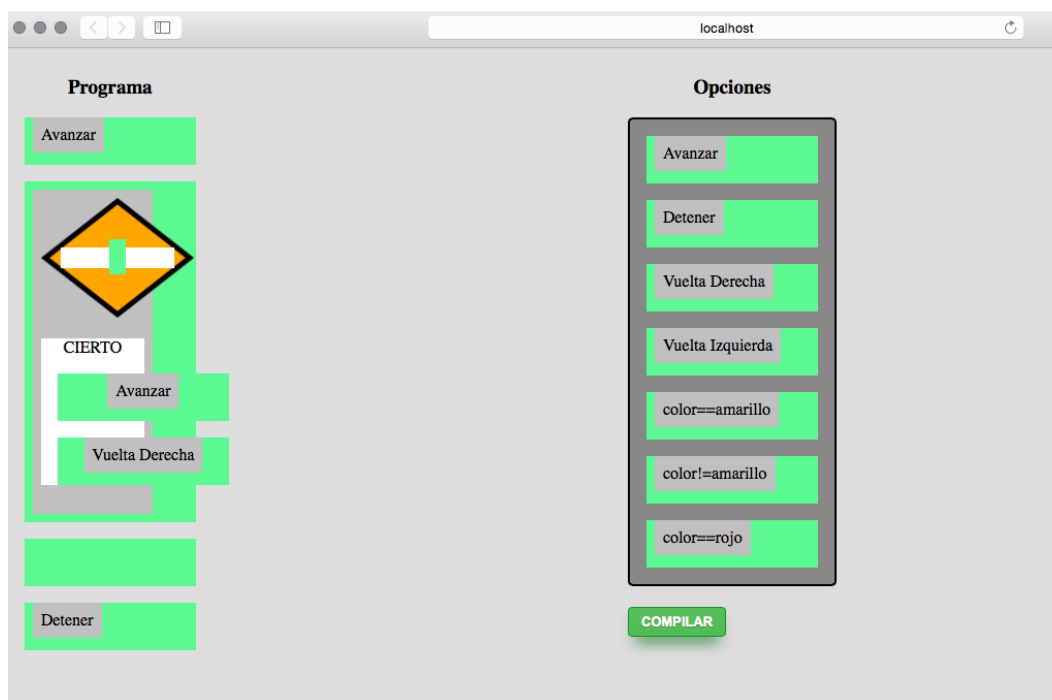 localhost
Programa
Avanzar
CIERTO
Avanzar
Vuelta Derecha
Detener
Opciones
Avanzar
Detener
Vuelta Derecha
Vuelta Izquierda
color==amarillo
color!=amarillo
color==rojo
COMPILAR